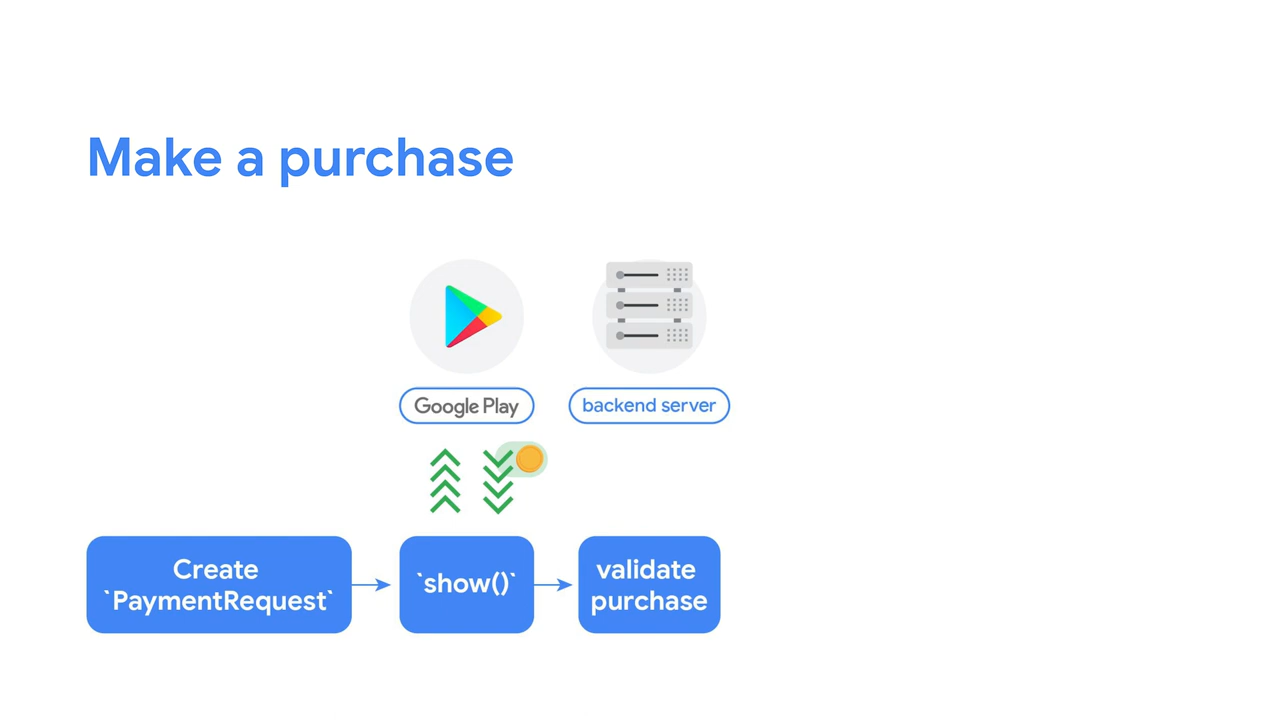 Make a purchase
Google Play
backend server
Create
`PaymentRequest`
`show()`
validate
purchase